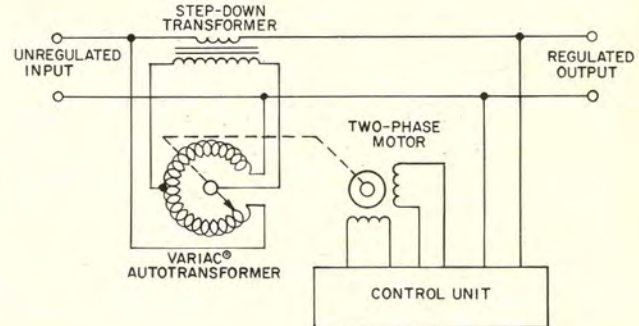 STEP-DOWN
TRANSFORMER
UNREGULATED
INPUT
REGULATED
OUTPUT
TWO-PHASE
MOTOR
VARIAC®
AUTOTRANSFORMER
CONTROL UNIT